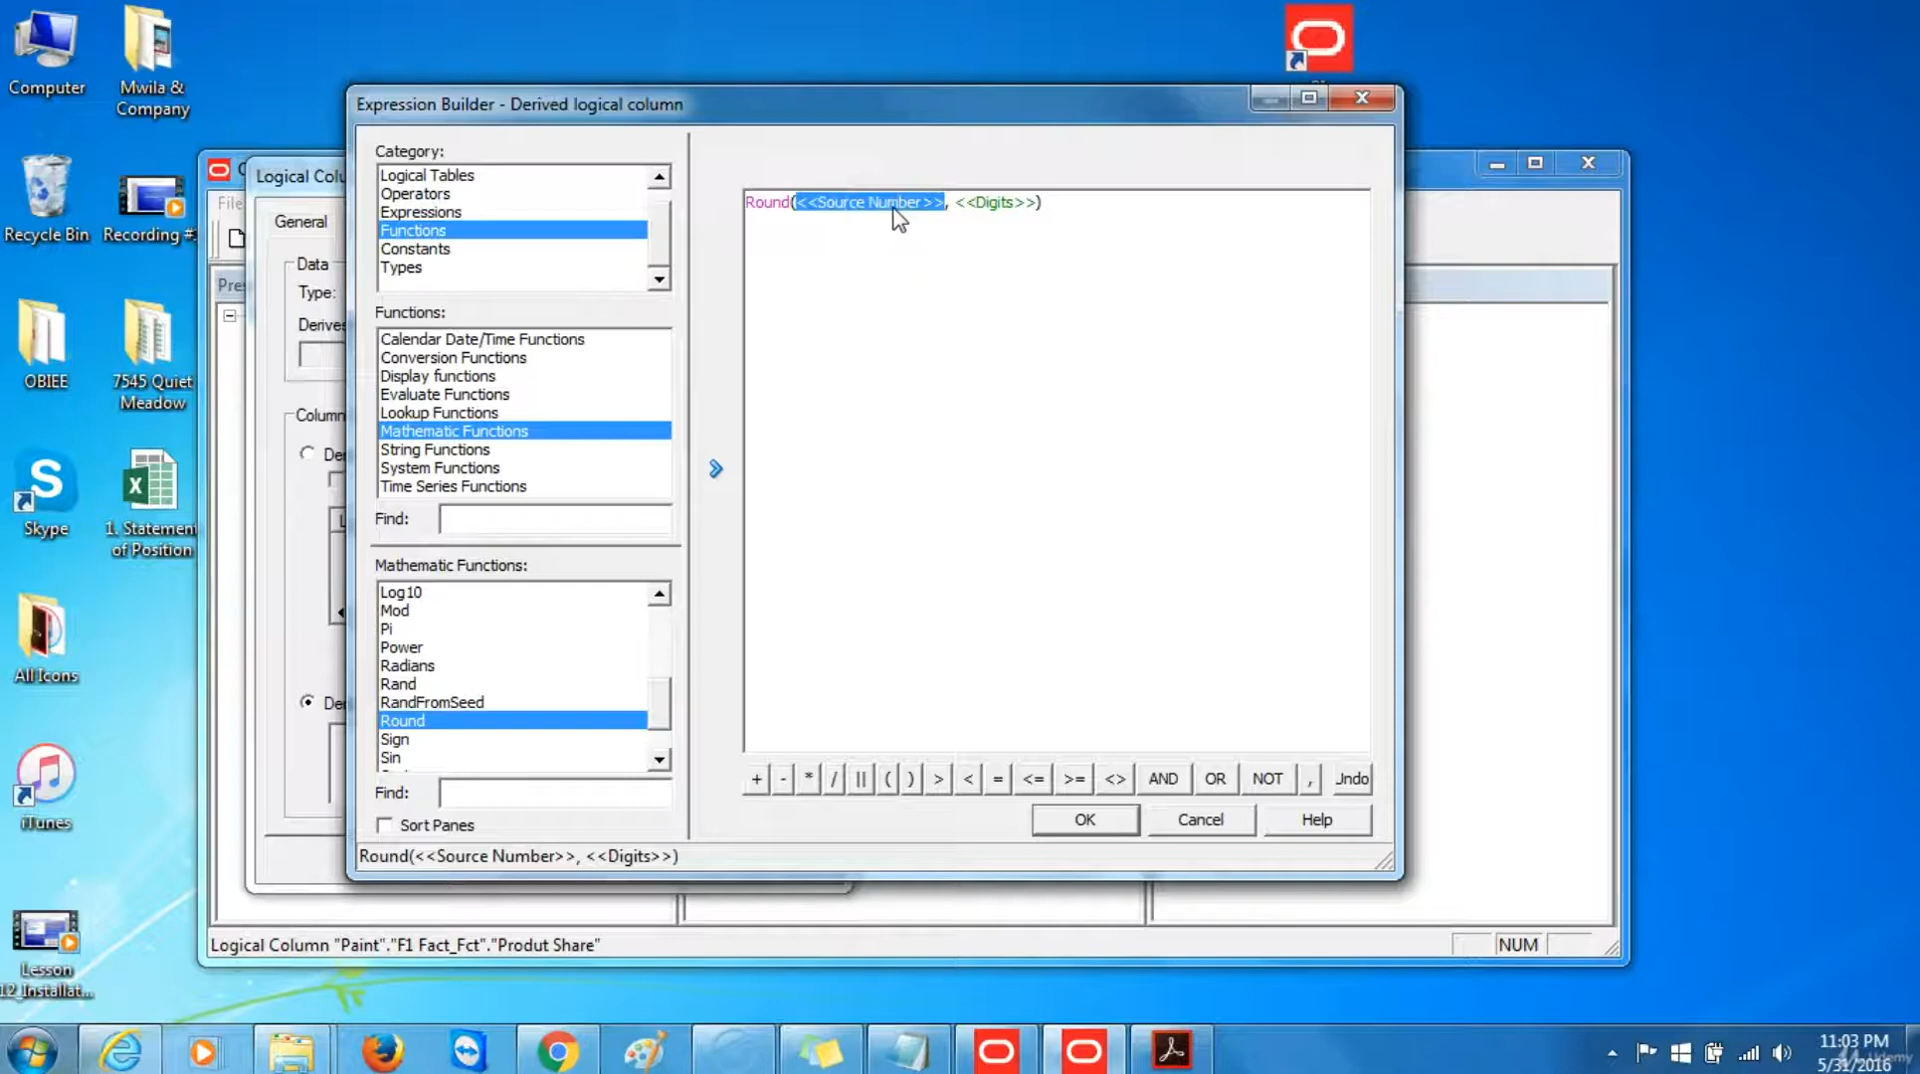 Computer
Mwila &
Company
Recycle Bin
Recording #
OBIEE
7545 Quiet
Meadow
Skype
1. Statement
of Position
All Icons
iTunes
Lesson
12_Installat...
File
Pres
Logical Colu
General
Data
Type:
Derive
Column
De
De
Expression Builder - Derived logical column
Category:
Logical Tables
Operators
Expressions
Functions
Constants
Types
Functions:
Calendar Date/Time Functions
Conversion Functions
Display functions
Evaluate Functions
Lookup Functions
Mathematic Functions
String Functions
System Functions
Time Series Functions
Find:
Mathematic Functions:
Log10
Mod
Pi
Power
Radians
Rand
RandFromSeed
Round
Sign
Sin
Find:
Sort Panes
Round(<<Source Number>>, <<Digits>>)
+ - * / || ( ) > < = <= >= <> AND OR NOT , Undo
OK Cancel Help
Round(<<Source Number>>, <<Digits>>)
Logical Column "Paint"."F1 Fact_Fct"."Produt Share"
NUM
11:03 PM
5/31/2016
Udemy